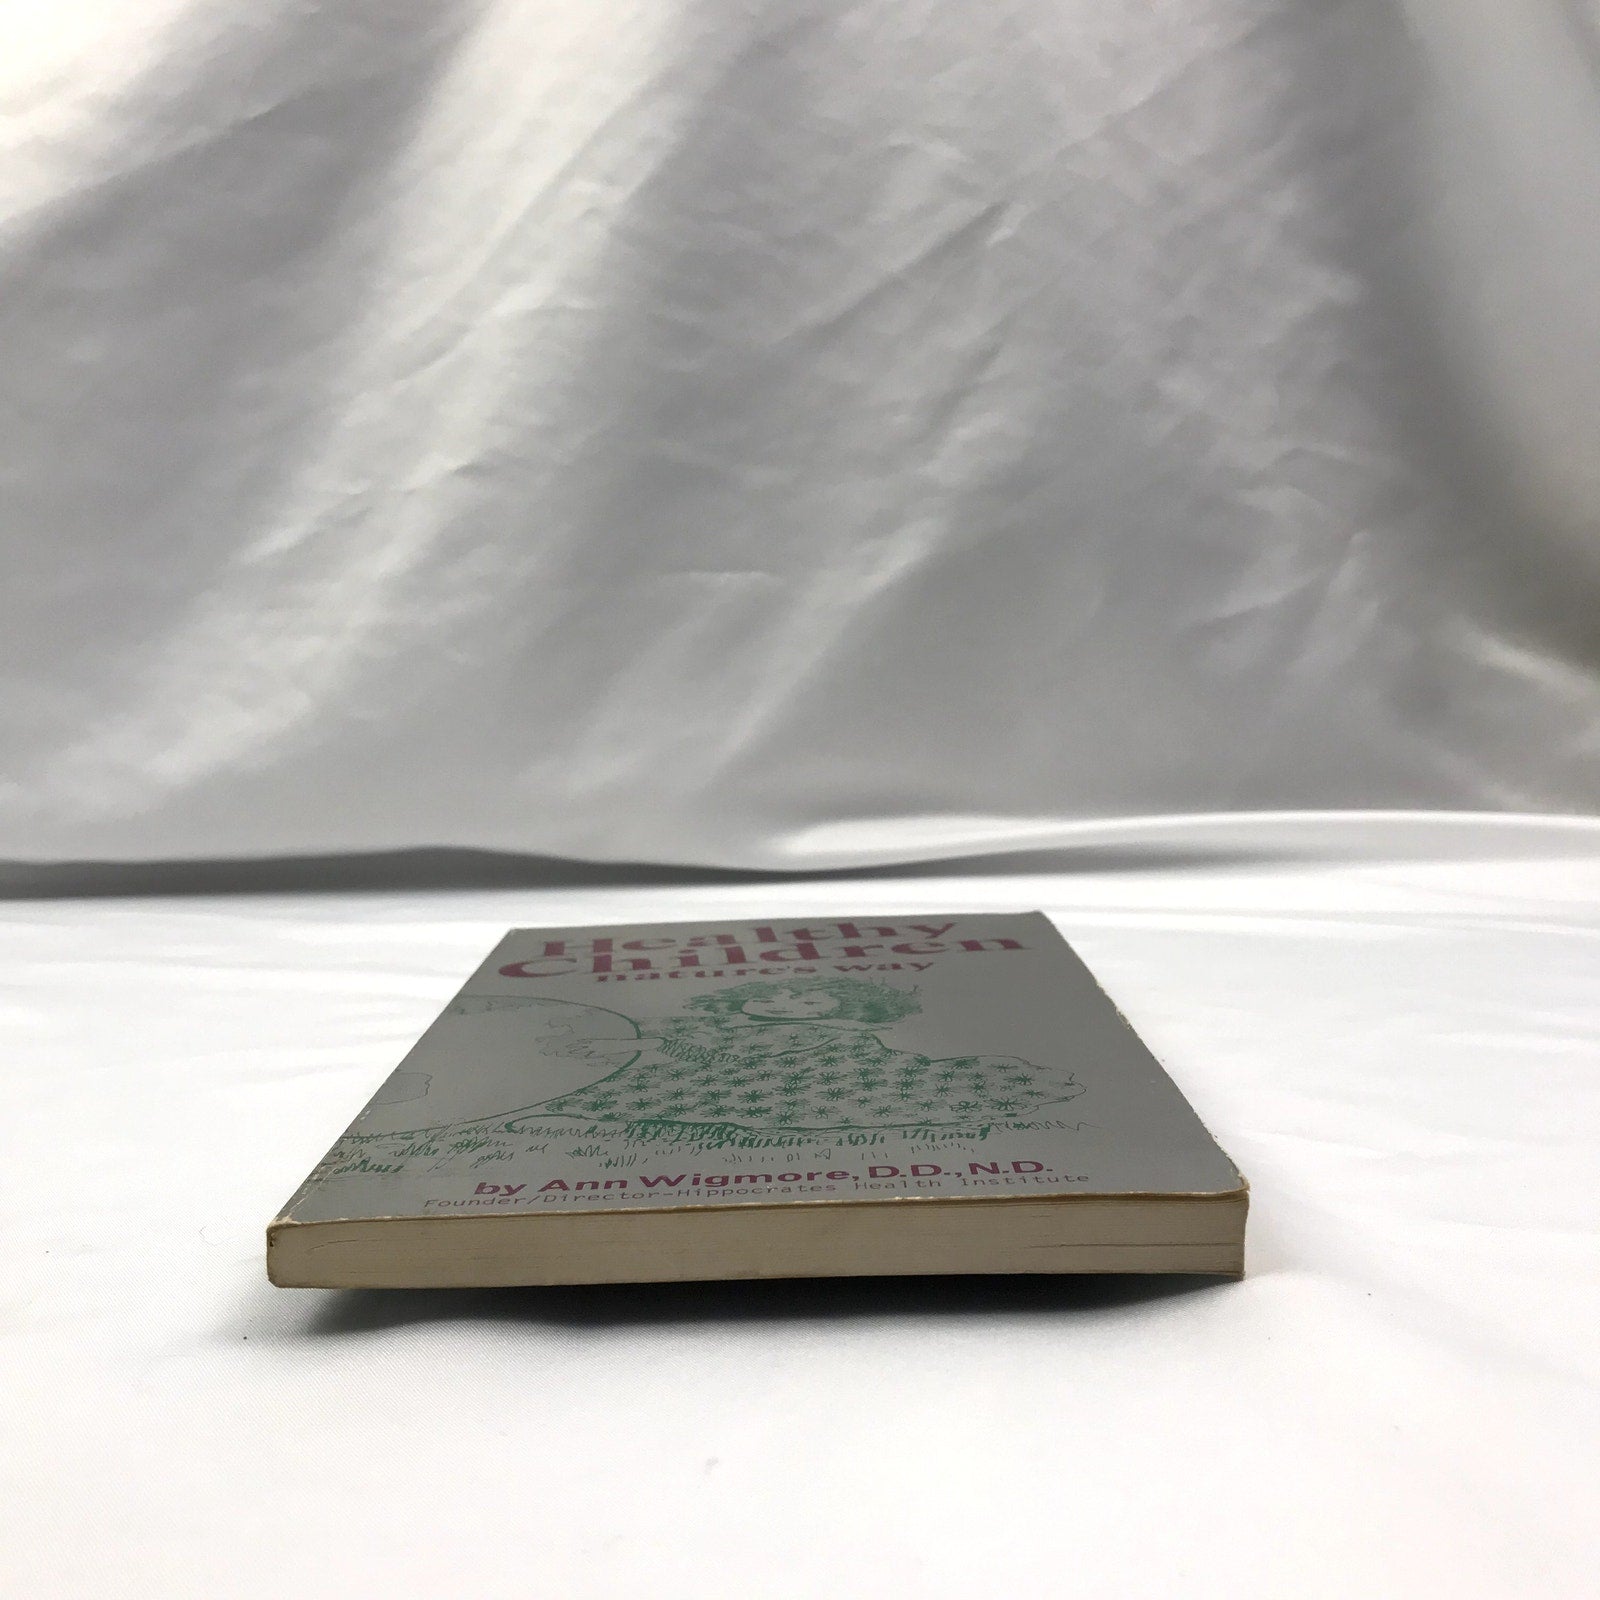 Healthy
Children
nature's way
by Ann Wigmore, D.D., N.D.
Founder/Director-Hippocrates Health Institute